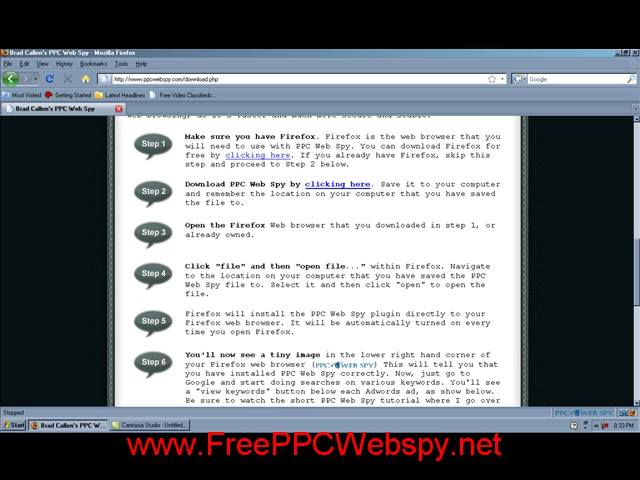 Brad Callen's PPC Web Spy - Mozilla Firefox
File Edit View History Bookmarks Tools Help
http://www.ppcwebspy.com/download.php
Google
Most Visited Getting Started Latest Headlines Free Video Classifieds...
Brad Callen's PPC Web Spy
web browsing, as it's faster and much more secure and stable.
Step 1
Make sure you have Firefox. Firefox is the web browser that you
will need to use with PPC Web Spy. You can download Firefox for
free by clicking here. If you already have Firefox, skip this
step and proceed to Step 2 below.
Step 2
Download PPC Web Spy by clicking here. Save it to your computer
and remember the location on your computer that you have saved
the file to.
Step 3
Open the Firefox Web browser that you downloaded in step 1, or
already owned.
Step 4
Click "file" and then "open file..." within Firefox. Navigate
to the location on your computer that you have saved the PPC
Web Spy file to. Select it and then click "open" to open the
file.
Step 5
Firefox will install the PPC Web Spy plugin directly to your
Firefox web browser. It will be automatically turned on every
time you open Firefox.
Step 6
You'll now see a tiny image in the lower right hand corner of
your Firefox web browser (PPC WEB SPY) This will tell you that
you have installed PPC Web Spy correctly. Now, just go to
Google and start doing searches on various keywords. You'll see
a "view keywords" button below each Adwords ad, as show below.
Be sure to watch the short PPC Web Spy tutorial where I go over
Stopped
PPC WEB SPY SE
Start Brad Callen's PPC W... Camtasia Studio - Untitled... 8:33 PM
www.FreePPCWebspy.net